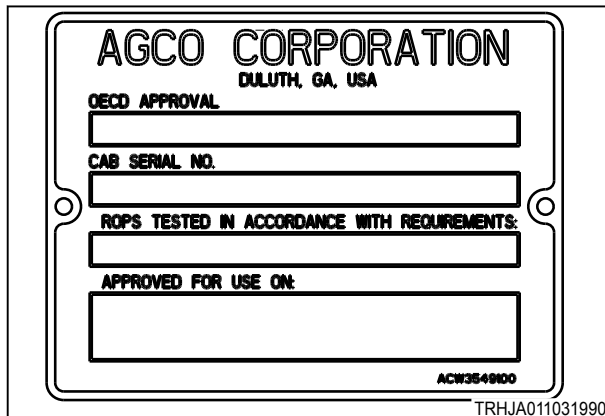 AGCO CORPORATION
DULUTH, GA, USA
OECD APPROVAL
CAB SERIAL NO.
ROPS TESTED IN ACCORDANCE WITH REQUIREMENTS:
APPROVED FOR USE ON:
ACW3549100
TRHJA011031990